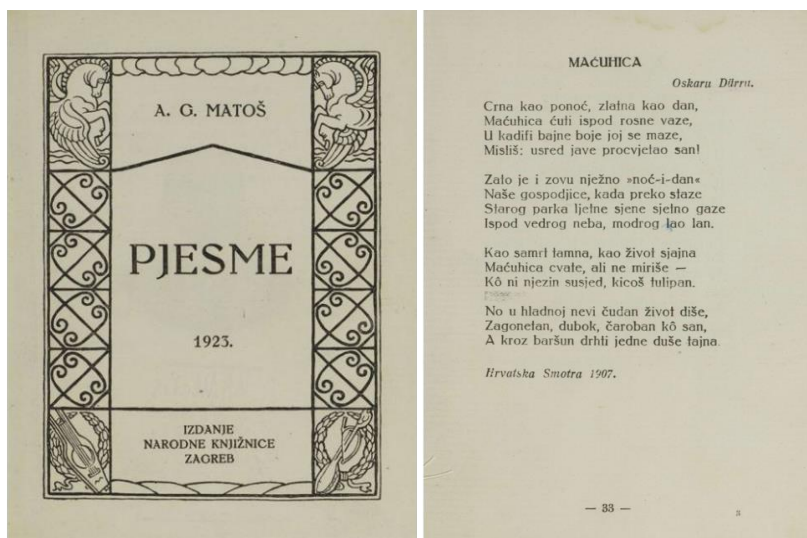 A. G. MATOŠ
PJESME
1923.
IZDANJE
NARODNE KNJIŽNICE
ZAGREB
MAĆUHICA
Oskaru Dürru.
Crna kao ponoć, zlatna kao dan,
Maćuhica ćuti ispod rosne vaze,
U kadifi bajne boje joj se maze,
Misliš: usred jave procvjetao san!
Zato je i zovu nježno »noć-i-dan«
Naše gospodjice, kada preko staze
Starog parka ljetne sjene sjetno gaze
Ispod vedrog neba, modrog kao lan.
Kao samrt tamna, kao život sjajna
Maćuhica cvate, ali ne miriše —
Kô ni njezin susjed, kicoš tulipan.
No u hladnoj nevi čudan život diše,
Zagonetan, dubok, čaroban kô san,
A kroz baršun drhti jedne duše tajna.
Hrvatska Smotra 1907.
— 33 —
3